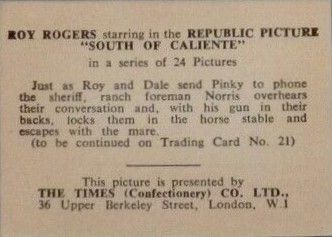 ROY ROGERS starring in the REPUBLIC PICTURE
"SOUTH OF CALIENTE"
in a series of 24 Pictures
Just as Roy and Dale send Pinky to phone
the sheriff, ranch foreman Norris overhears
their conversation and, with his gun in their
backs, locks them in the horse stable and
escapes with the mare.
(to be continued on Trading Card No. 21)
This picture is presented by
THE TIMES (Confectionery) CO. LTD.,
36 Upper Berkeley Street, London, W.1